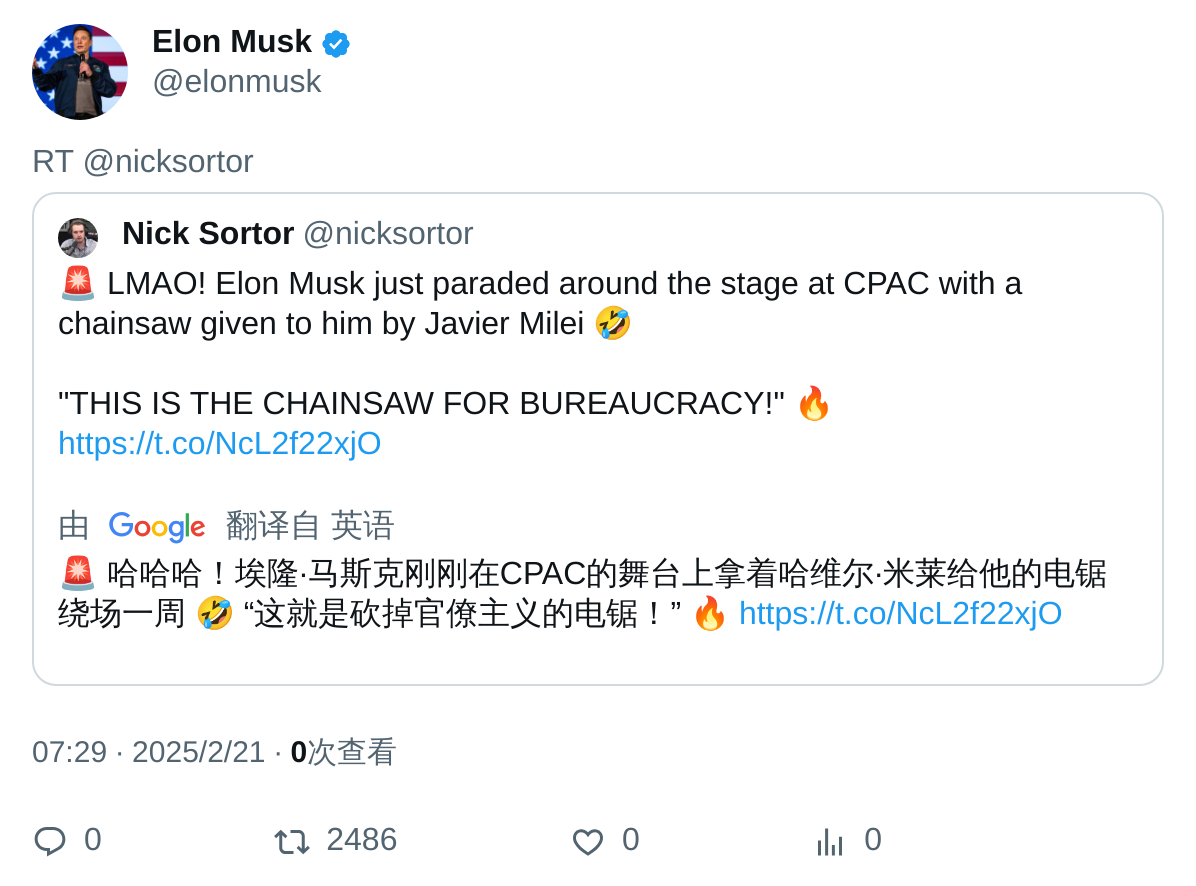 Elon Musk
@elonmusk
RT @nicksortor
Nick Sortor @nicksortor
🚨 LMAO! Elon Musk just paraded around the stage at CPAC with a
chainsaw given to him by Javier Milei 🤣
"THIS IS THE CHAINSAW FOR BUREAUCRACY!" 🔥
https://t.co/NcL2f22xjO
由 Google 翻译自 英语
🚨 哈哈哈！埃隆·马斯克刚刚在CPAC的舞台上拿着哈维尔·米莱给他的电锯
绕场一周 🤣 “这就是砍掉官僚主义的电锯！” 🔥 https://t.co/NcL2f22xjO
07:29 · 2025/2/21 · 0次查看
0 2486 0 0